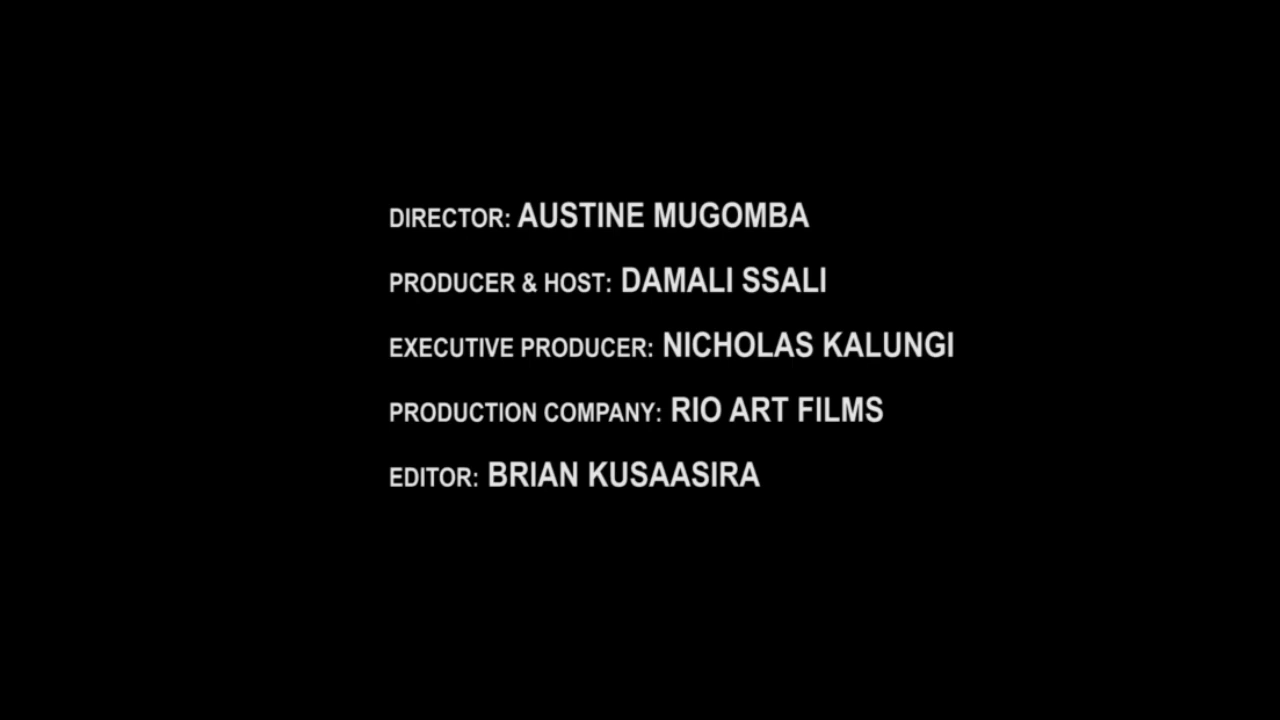 DIRECTOR: AUSTINE MUGOMBA
PRODUCER & HOST: DAMALI SSALI
EXECUTIVE PRODUCER: NICHOLAS KALUNGI
PRODUCTION COMPANY: RIO ART FILMS
EDITOR: BRIAN KUSAASIRA